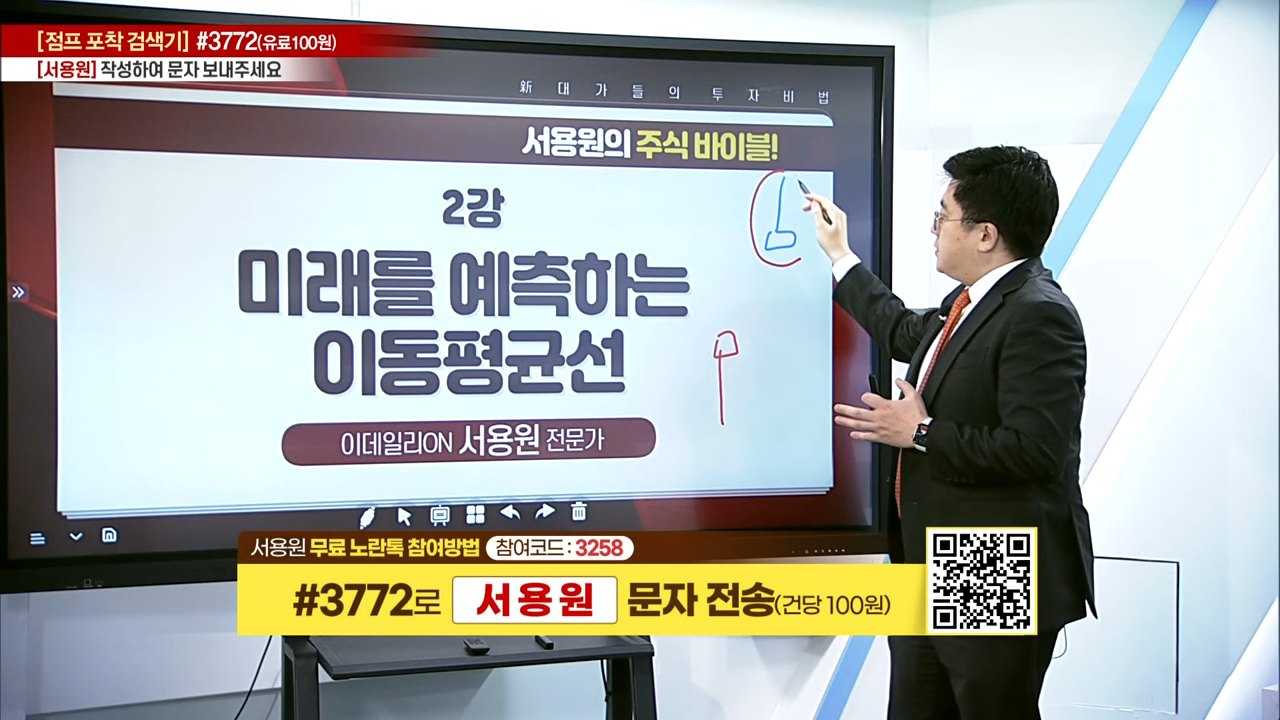 [점프 포착 검색기] #3772(유료100원)
[서용원] 작성하여 문자 보내주세요
新 대 가 들 의 투 자 비 법
서용원의 주식 바이블!
2강
미래를 예측하는
이동평균선
이데일리ON 서용원 전문가
서용원 무료 노란톡 참여방법 참여코드 : 3258
#3772로 서용원 문자 전송(건당 100원)